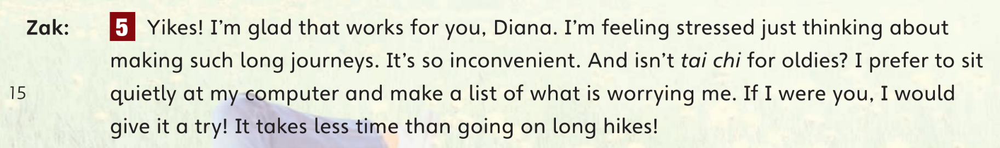 Zak: 5 Yikes! I'm glad that works for you, Diana. I'm feeling stressed just thinking about
making such long journeys. It's so inconvenient. And isn't tai chi for oldies? I prefer to sit
15 quietly at my computer and make a list of what is worrying me. If I were you, I would
give it a try! It takes less time than going on long hikes!